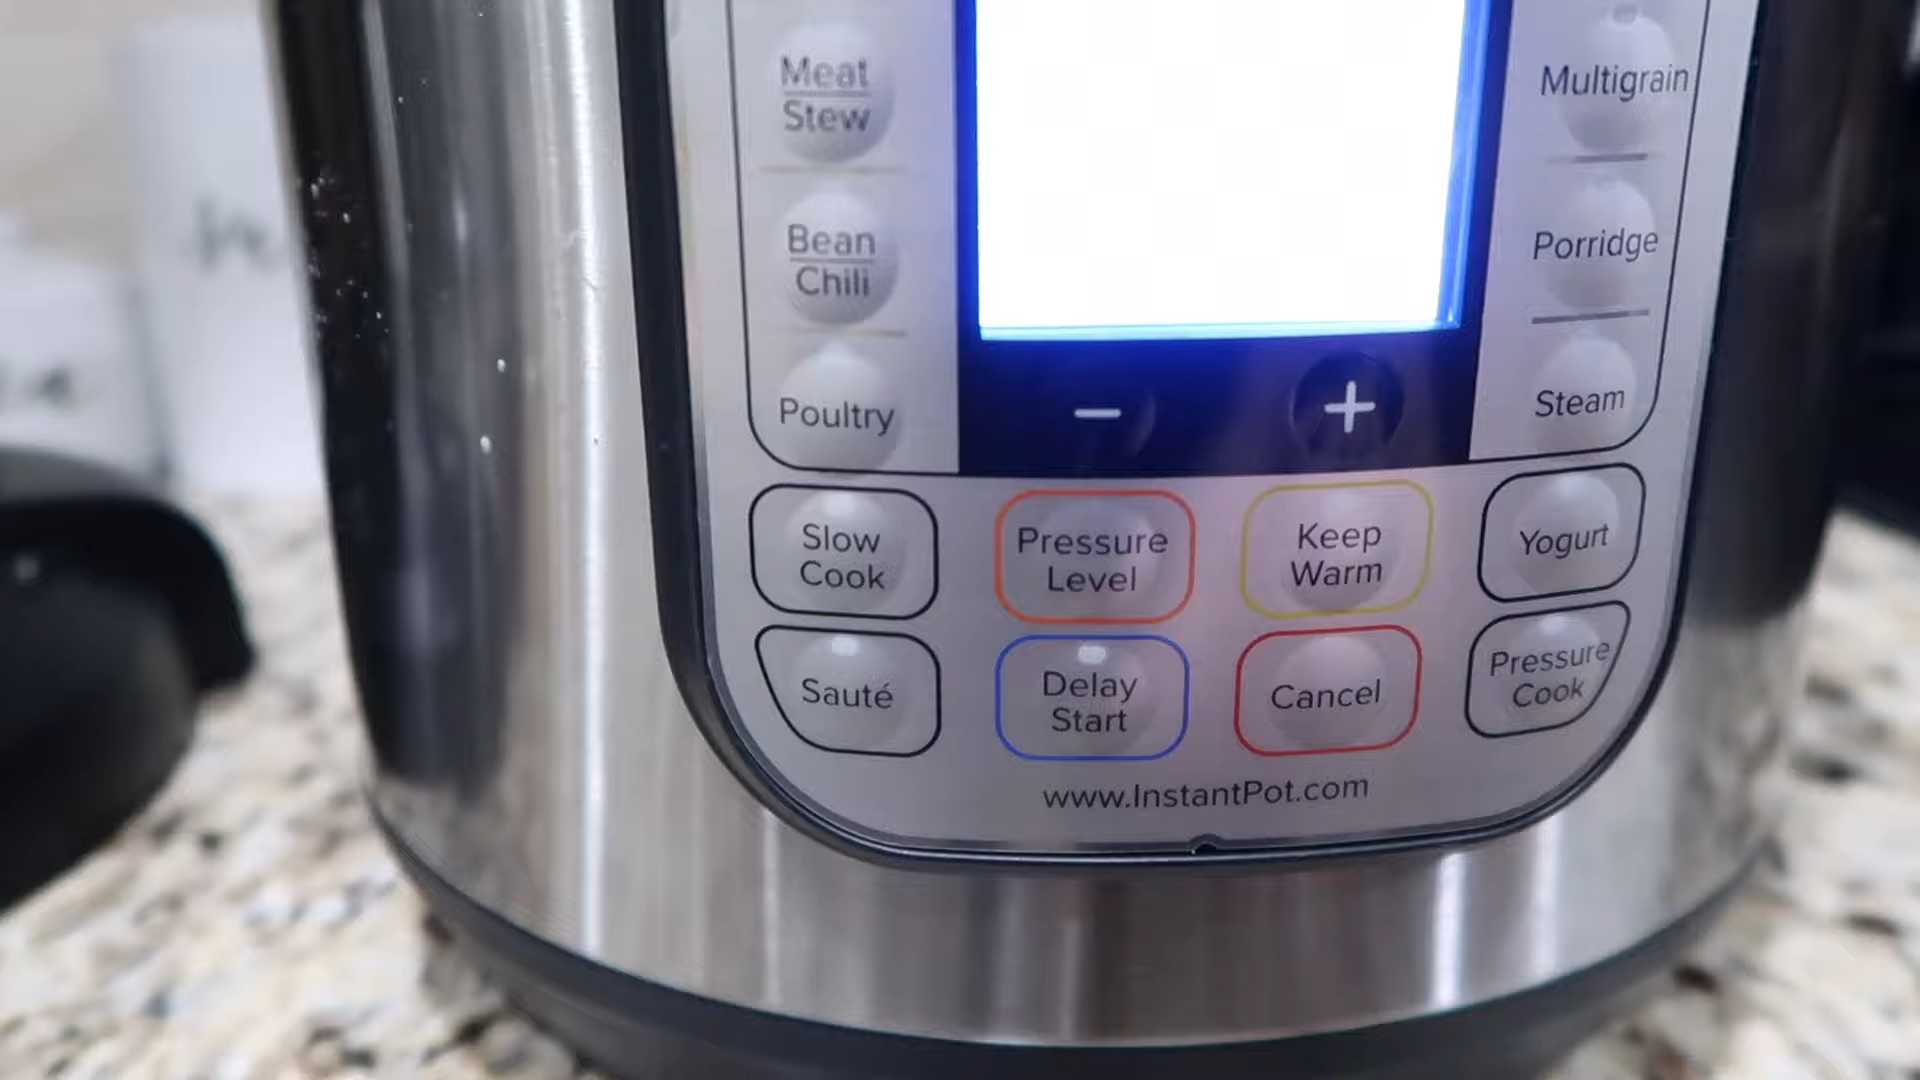 Meat
Stew
Multigrain
Bean
Chili
Porridge
Poultry
− +
Steam
Slow
Cook
Pressure
Level
Keep
Warm
Yogurt
Sauté
Delay
Start
Cancel
Pressure
Cook
www.InstantPot.com